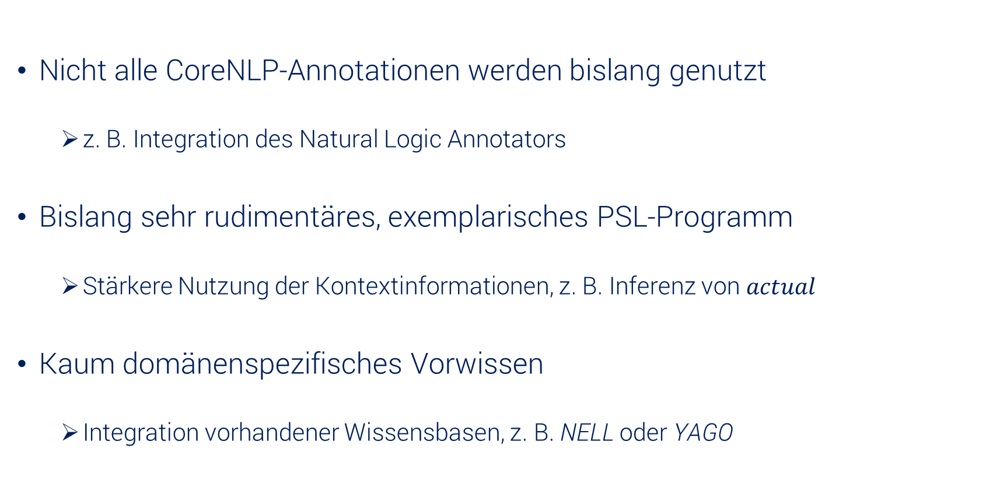 • Nicht alle CoreNLP-Annotationen werden bislang genutzt
➢ z. B. Integration des Natural Logic Annotators
• Bislang sehr rudimentäres, exemplarisches PSL-Programm
➢ Stärkere Nutzung der Kontextinformationen, z. B. Inferenz von actual
• Kaum domänenspezifisches Vorwissen
➢ Integration vorhandener Wissensbasen, z. B. NELL oder YAGO